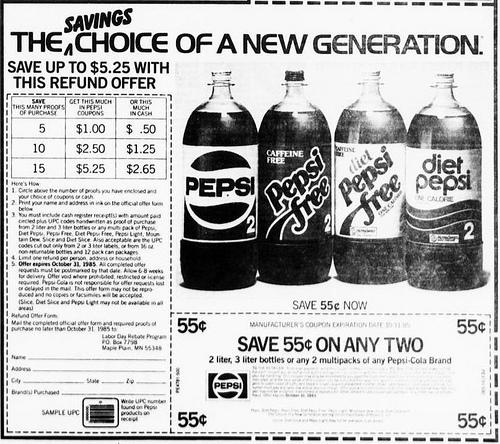 SAVINGS
THE CHOICE OF A NEW GENERATION.
SAVE UP TO $5.25 WITH
THIS REFUND OFFER
SAVE THIS MANY PROOFS OF PURCHASE
GET THIS MUCH IN PEPSI COUPONS
OR THIS MUCH IN CASH
5 $1.00 $ .50
10 $2.50 $1.25
15 $5.25 $2.65
Here's How
1. Circle above the number of proofs you have enclosed and
your choice of coupons or cash.
2. Print your name and address in ink on the official offer form
below.
3. You must include cash register receipt(s) with amount paid
circled plus UPC codes handwritten as proof of purchase
from 2 liter and 3 liter bottles or any multi pack of Pepsi,
Diet Pepsi, Pepsi Free, Diet Pepsi Free, Pepsi Light, Moun-
tain Dew, Slice and Diet Slice. Also acceptable are the UPC
codes cut out only from 2 or 3 liter labels, or from 16 oz.
non-returnable bottles and 12 pack can packages.
4. Limit one refund per person, address or household.
5. Offer expires October 31, 1985. All completed offer
requests must be postmarked by that date. Allow 6-8 weeks
for delivery. Offer void where prohibited, restricted or license
required. Pepsi-Cola is not responsible for offer requests lost
or delayed in the mail. This offer form may not be repro-
duced and no copies or facsimiles will be accepted.
(Slice, Diet Slice and Pepsi Light may not be available in all
areas)
Refund Offer Form:
Mail the completed official offer form and required proofs of
purchase no later than October 31, 1985 to:
Labor Day Rebate Program
P.O. Box 7798
Maple Plain, MN 55348
Name
Address
City State Zip
Brand(s) Purchased
SAMPLE UPC
Write UPC number
found on Pepsi
products on
receipt
PEPSI
2
CAFFEINE
FREE
Pepsi
free
2
CAFFEINE
FREE
diet
Pepsi
free
2
diet
pepsi
ONE CALORIE
2
SAVE 55¢ NOW
55¢ MANUFACTURER'S COUPON EXPIRATION DATE 10/31/85 55¢
SAVE 55¢ ON ANY TWO
2 liter, 3 liter bottles or any 2 multipacks of any Pepsi-Cola Brand
PEPSI
55¢ 55¢